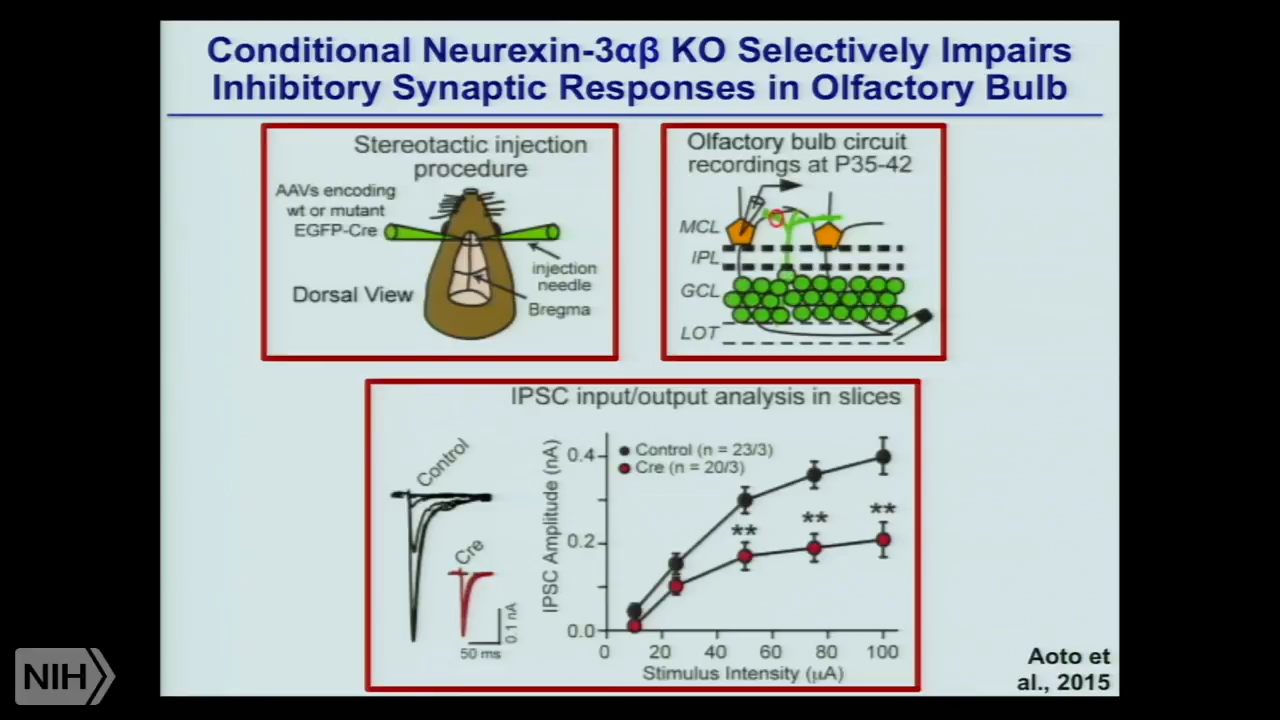 Conditional Neurexin-3αβ KO Selectively Impairs
Inhibitory Synaptic Responses in Olfactory Bulb
Stereotactic injection
procedure
AAVs encoding
wt or mutant
EGFP-Cre
injection
needle
Dorsal View
Bregma
Olfactory bulb circuit
recordings at P35-42
MCL
IPL
GCL
LOT
IPSC input/output analysis in slices
Control
Cre
0.1 nA
50 ms
IPSC Amplitude (nA)
0.4
0.2
0.0
Control (n = 23/3)
Cre (n = 20/3)
** ** **
0 20 40 60 80 100
Stimulus Intensity (μA)
Aoto et
al., 2015
NIH